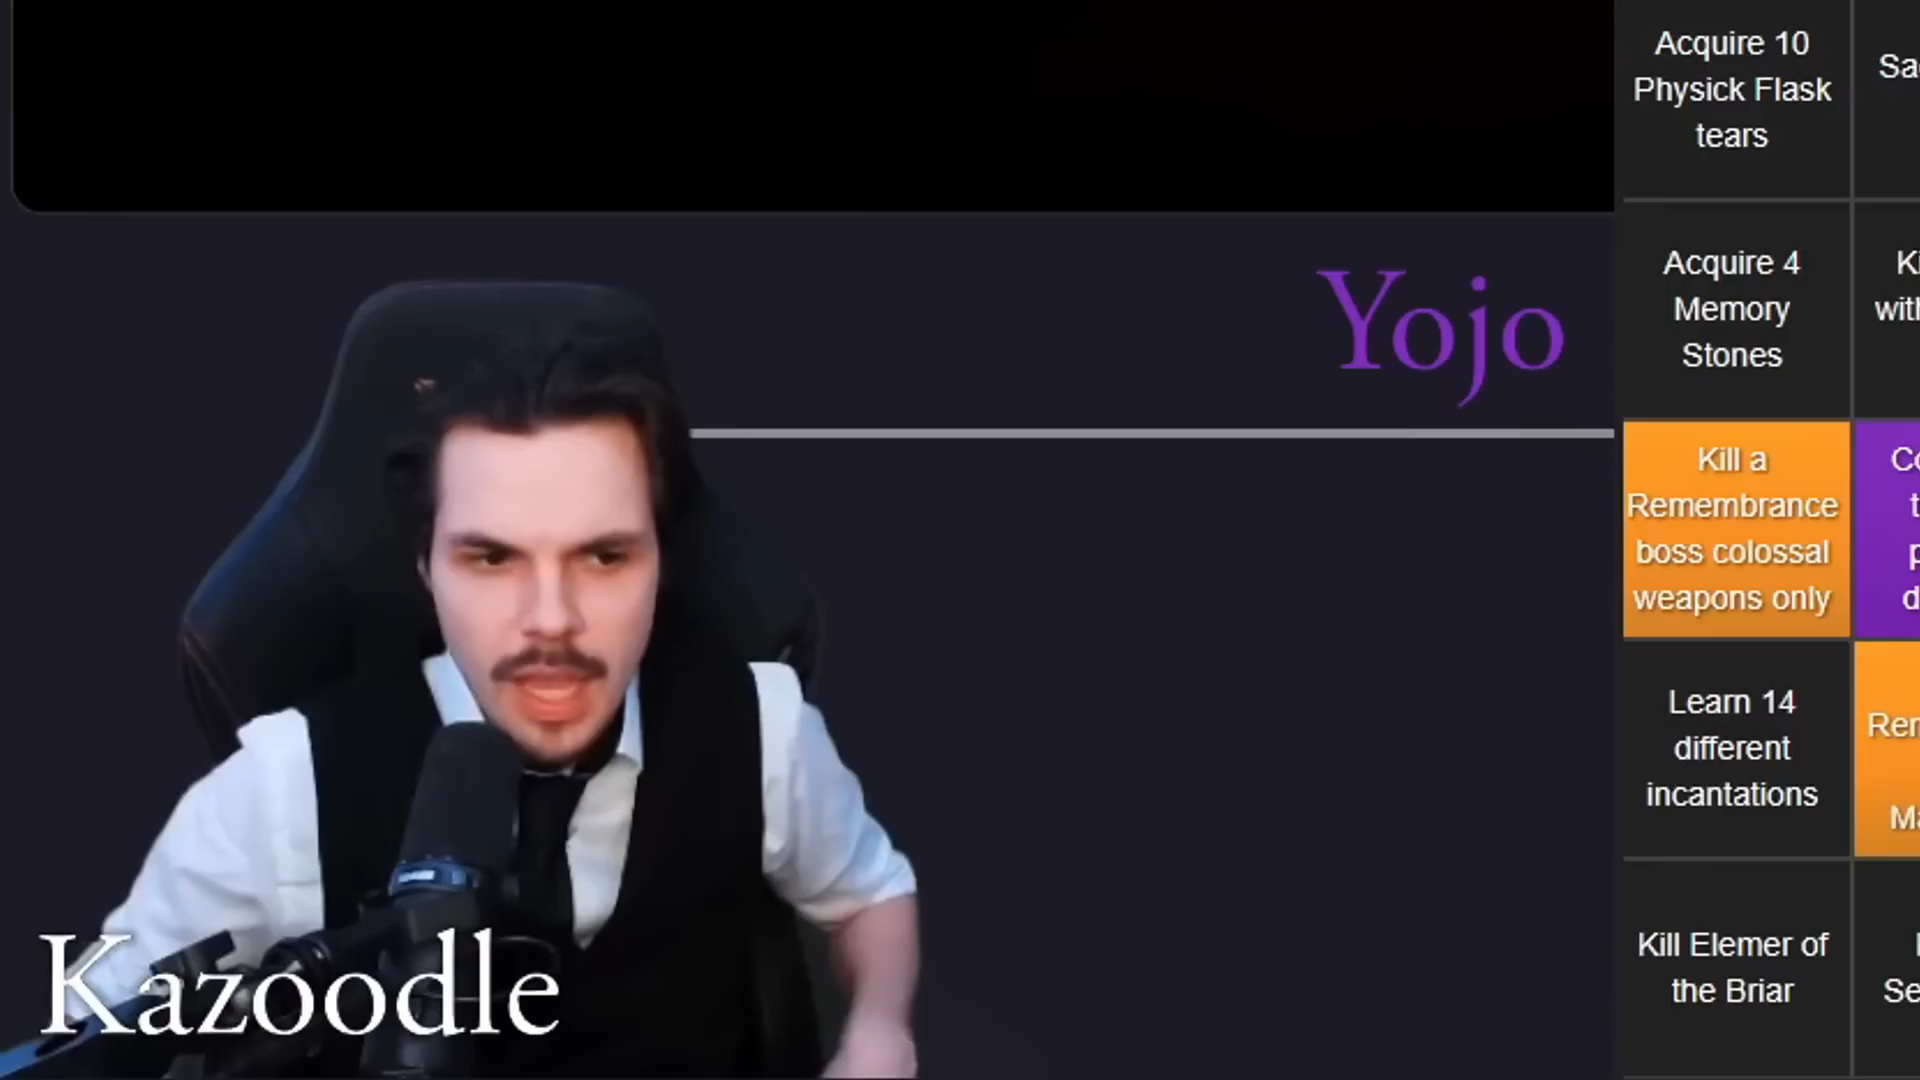 Acquire 10
Physick Flask
tears
Acquire 4
Memory
Stones
Yojo
Kill a
Remembrance
boss colossal
weapons only
Learn 14
different
incantations
Kill Elemer of
the Briar
Kazoodle